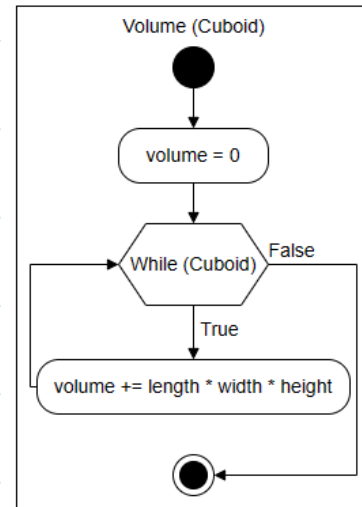 Volume (Cuboid)
volume = 0
While (Cuboid)
False
True
volume += length * width * height